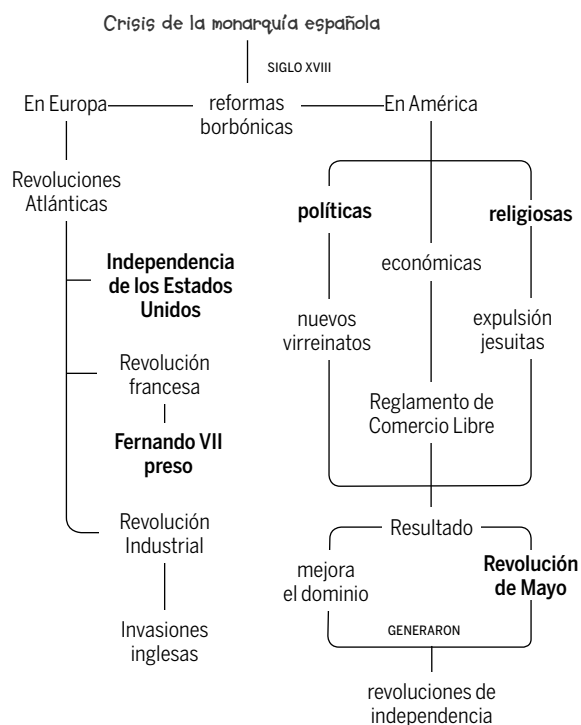 Crisis de la monarquía española
SIGLO XVIII
En Europa
reformas
borbónicas
En América
Revoluciones
Atlánticas
Independencia
de los Estados
Unidos
Revolución
francesa
Fernando VII
preso
Revolución
Industrial
Invasiones
inglesas
políticas
económicas
religiosas
nuevos
virreinatos
expulsión
jesuitas
Reglamento de
Comercio Libre
Resultado
mejora
el dominio
Revolución
de Mayo
GENERARON
revoluciones de
independencia